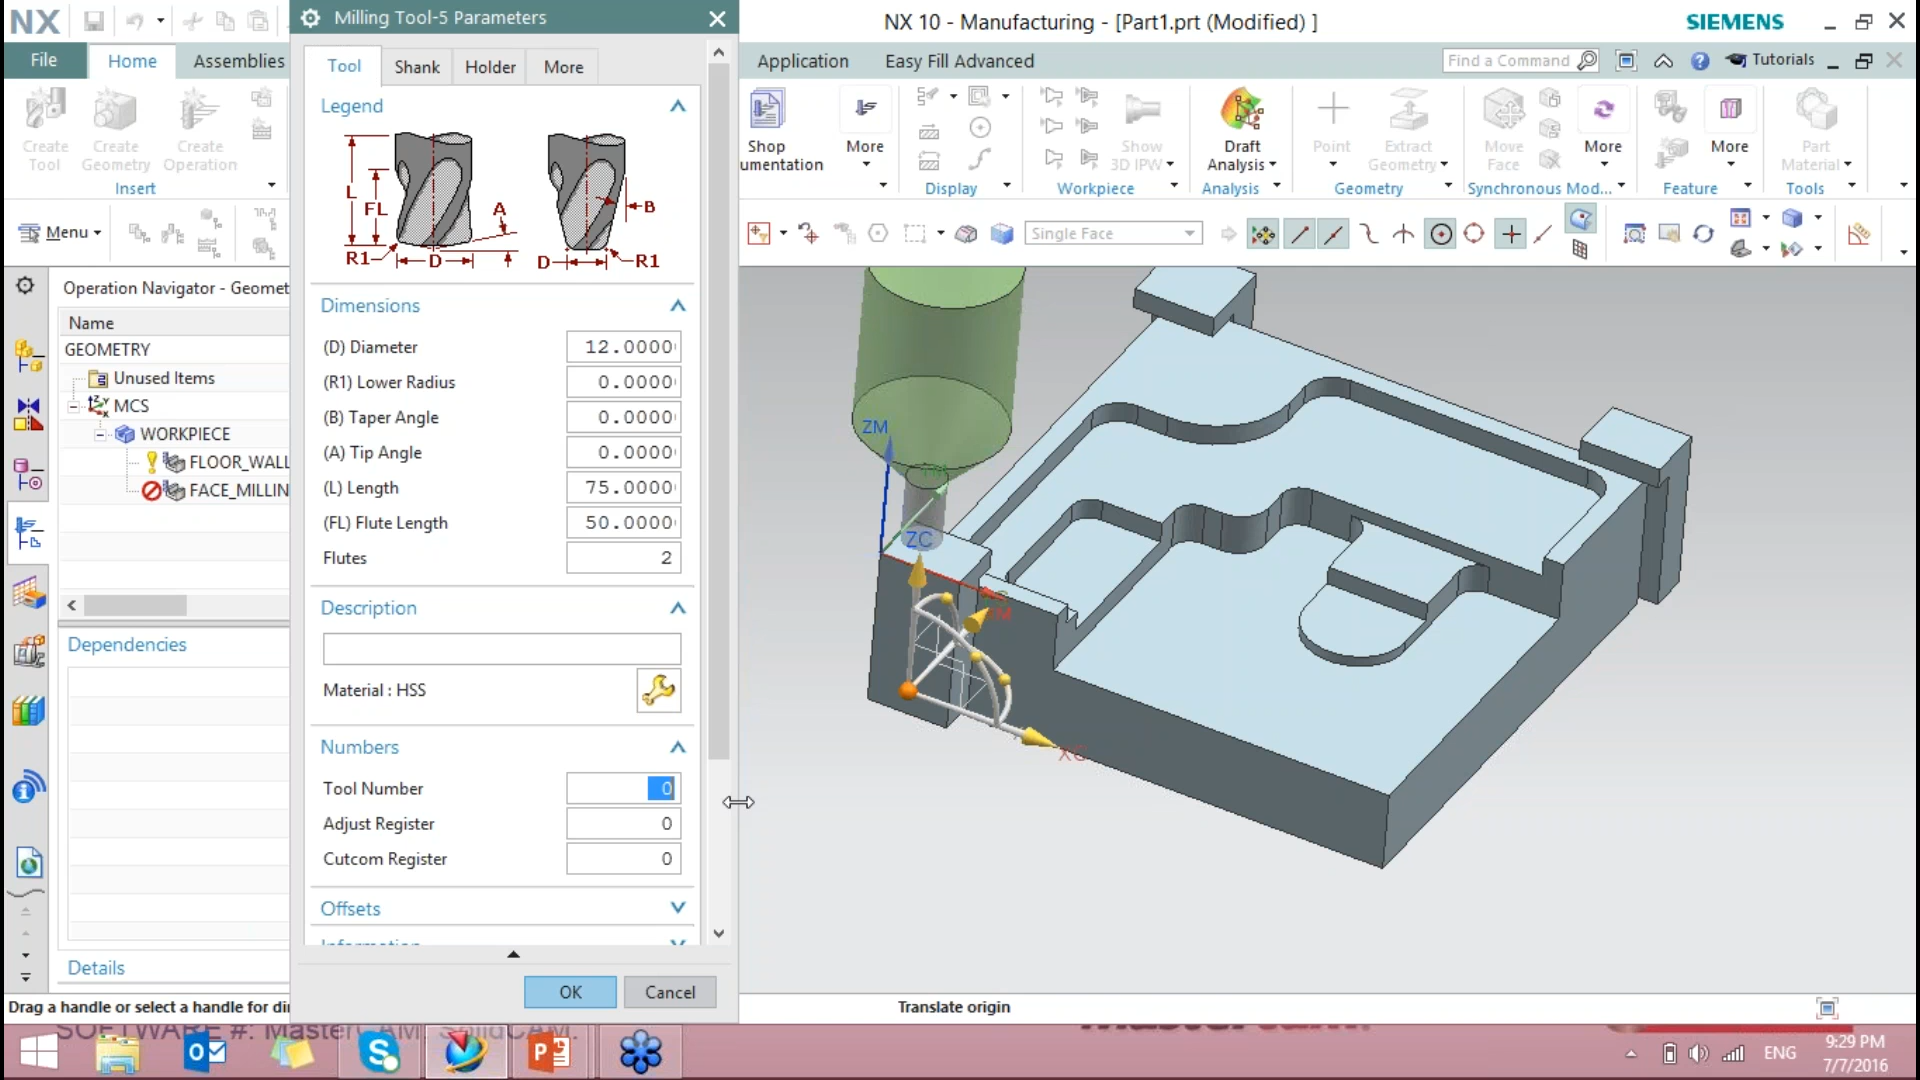 NX
Milling Tool-5 Parameters
NX 10 - Manufacturing - [Part1.prt (Modified) ]
SIEMENS
File
Home
Assemblies
Application
Easy Fill Advanced
Find a Command
Tutorials
Tool
Shank
Holder
More
Create
Tool
Create
Geometry
Create
Operation
Insert
Shop
umentation
More
Display
Show
3D IPW
Workpiece
Draft
Analysis
Analysis
Point
Extract
Geometry
Geometry
Move
Face
More
Synchronous Mod...
More
Feature
Part
Material
Tools
Menu
Single Face
Legend
L
FL
A
B
R1
D
D
R1
Operation Navigator - Geomet
Name
GEOMETRY
Unused Items
MCS
WORKPIECE
FLOOR_WALL
FACE_MILLIN
Dependencies
Details
Dimensions
(D) Diameter
12.0000
(R1) Lower Radius
0.0000
(B) Taper Angle
0.0000
(A) Tip Angle
0.0000
(L) Length
75.0000
(FL) Flute Length
50.0000
Flutes
2
Description
Material : HSS
Numbers
Tool Number
0
Adjust Register
0
Cutcom Register
0
Offsets
OK
Cancel
ZM
ZC
Drag a handle or select a handle for di
Translate origin
ENG
9:29 PM
7/7/2016